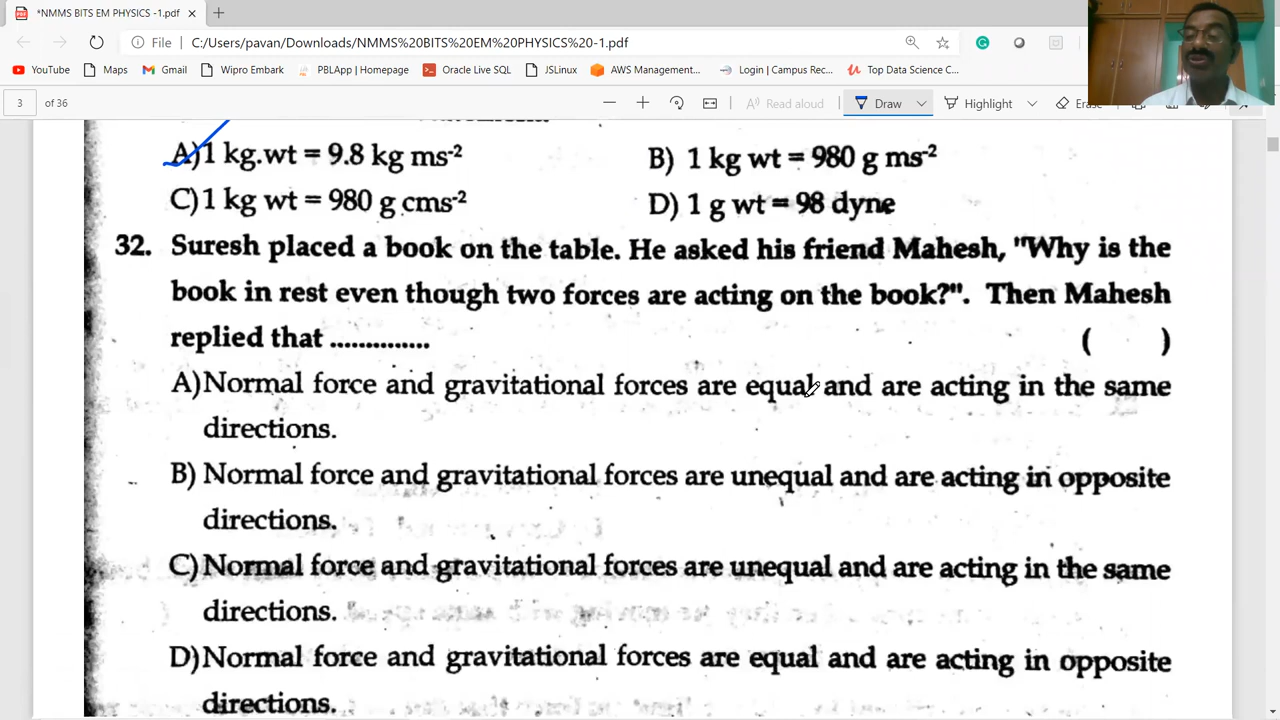 *NMMS BITS EM PHYSICS -1.pdf
File C:/Users/pavan/Downloads/NMMS%20BITS%20EM%20PHYSICS%20-1.pdf
YouTube Maps Gmail Wipro Embark PBLApp | Homepage Oracle Live SQL JSLinux AWS Management... Login | Campus Rec... Top Data Science C...
3 of 36 Read aloud Draw Highlight Erase
A) 1 kg.wt = 9.8 kg ms-2 B) 1 kg wt = 980 g ms-2
C) 1 kg wt = 980 g cms-2 D) 1 g wt = 98 dyne
32. Suresh placed a book on the table. He asked his friend Mahesh, "Why is the
book in rest even though two forces are acting on the book?". Then Mahesh
replied that .............. ( )
A) Normal force and gravitational forces are equal and are acting in the same
directions.
B) Normal force and gravitational forces are unequal and are acting in opposite
directions.
C) Normal force and gravitational forces are unequal and are acting in the same
directions.
D) Normal force and gravitational forces are equal and are acting in opposite
directions.